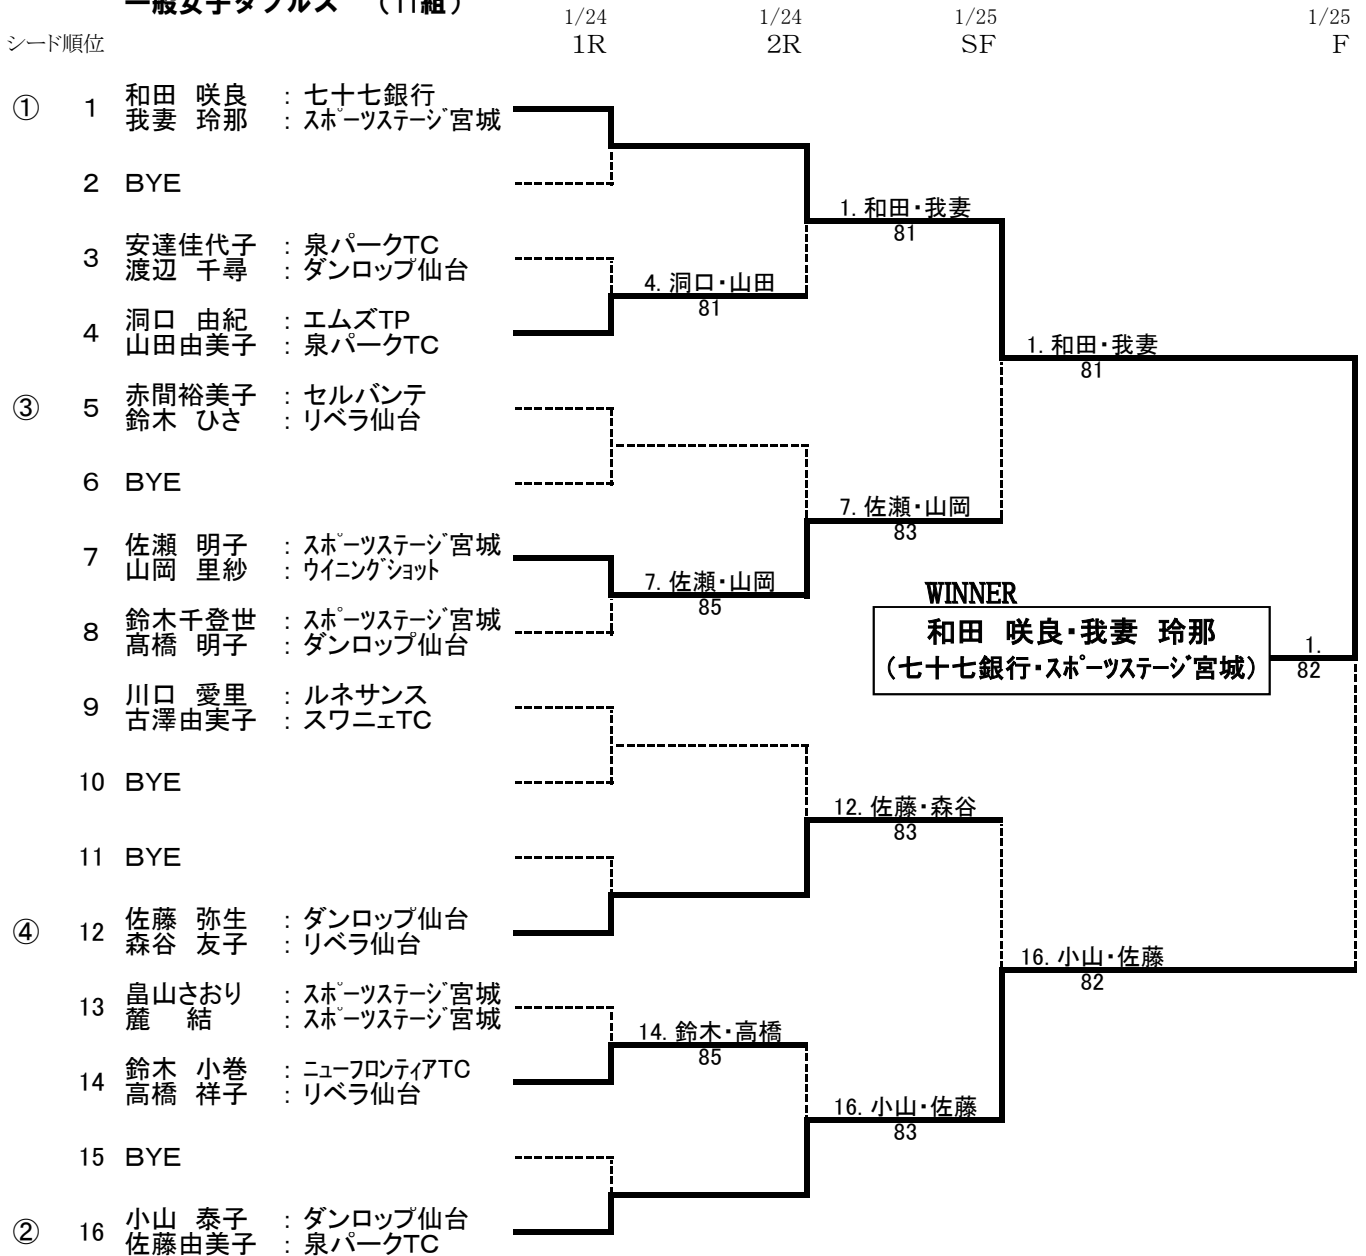 一般女子ダブルス （11組）
1/24 1/24 1/25 1/25
シード順位 1R 2R SF F
① 1 和田 咲良 : 七十七銀行
我妻 玲那 : スポーツステージ宮城
2 BYE
1. 和田・我妻
81
3 安達佳代子 : 泉パークTC
渡辺 千尋 : ダンロップ仙台
4. 洞口・山田
81
4 洞口 由紀 : エムズTP
山田由美子 : 泉パークTC
1. 和田・我妻
81
③ 5 赤間裕美子 : セルバンテ
鈴木 ひさ : リベラ仙台
6 BYE
7. 佐瀬・山岡
83
7 佐瀬 明子 : スポーツステージ宮城
山岡 里紗 : ウイニングショット
7. 佐瀬・山岡
85
8 鈴木千登世 : スポーツステージ宮城
髙橋 明子 : ダンロップ仙台
WINNER
和田 咲良・我妻 玲那
（七十七銀行・スポーツステージ宮城）
1.
82
9 川口 愛里 : ルネサンス
古澤由実子 : スワニェTC
10 BYE
12. 佐藤・森谷
83
11 BYE
④ 12 佐藤 弥生 : ダンロップ仙台
森谷 友子 : リベラ仙台
16. 小山・佐藤
82
13 畠山さおり : スポーツステージ宮城
麓 結 : スポーツステージ宮城
14. 鈴木・高橋
85
14 鈴木 小巻 : ニューフロンティアTC
高橋 祥子 : リベラ仙台
16. 小山・佐藤
83
15 BYE
② 16 小山 泰子 : ダンロップ仙台
佐藤由美子 : 泉パークTC